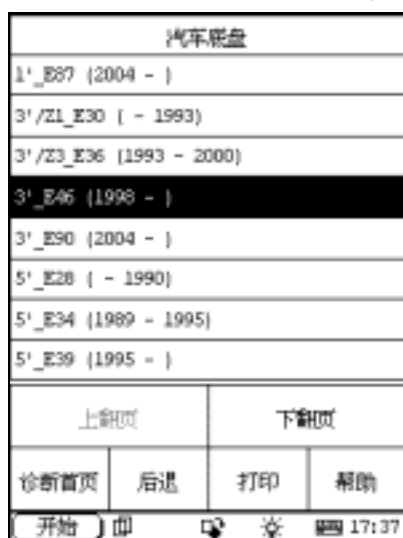 汽车底盘
1'_E87 (2004 - )
3'/Z1_E30 ( - 1993)
3'/Z3_E36 (1993 - 2000)
3'_E46 (1998 - )
3'_E90 (2004 - )
5'_E28 ( - 1990)
5'_E34 (1989 - 1995)
5'_E39 (1995 - )
上翻页 下翻页
诊断首页 后退 打印 帮助
开始 17:37